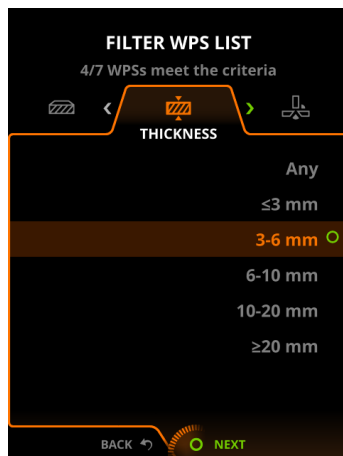 FILTER WPS LIST
4/7 WPSs meet the criteria
THICKNESS
Any
≤3 mm
3-6 mm
6-10 mm
10-20 mm
≥20 mm
BACK NEXT